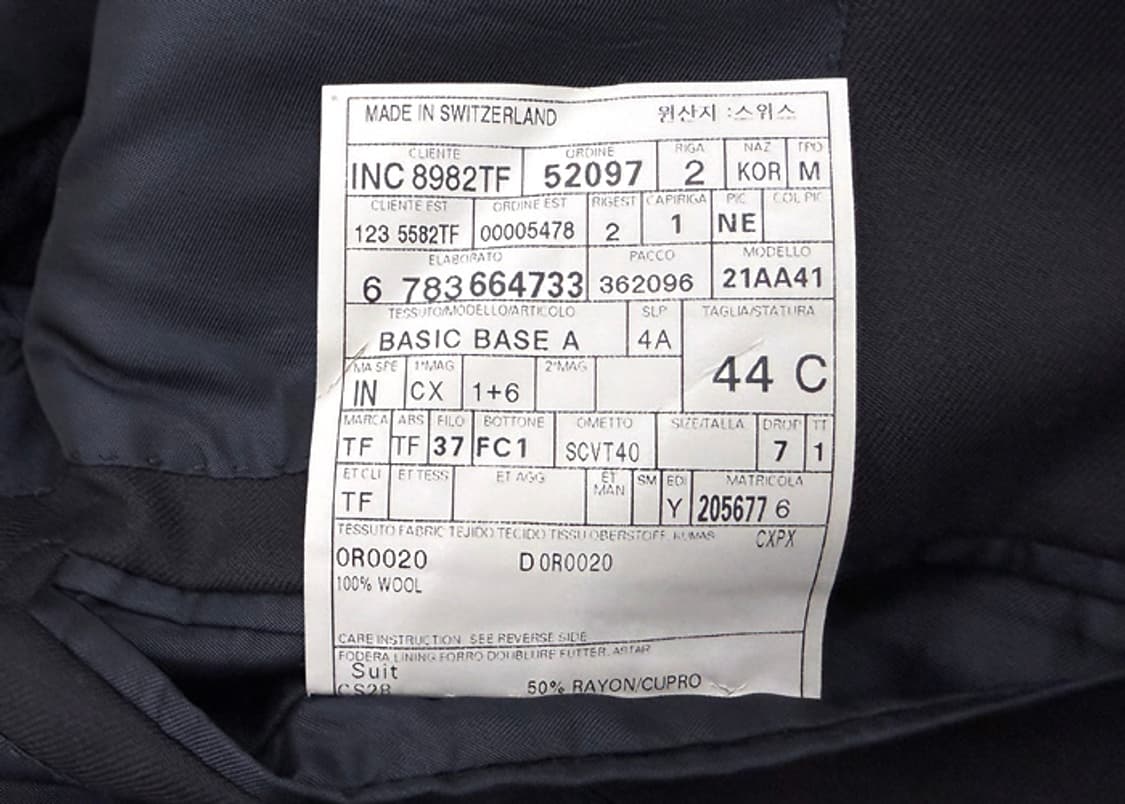 MADE IN SWITZERLAND 원산지 :스위스
CLIENTE ORDINE RIGA NAZ TPO
INC 8982TF 52097 2 KOR M
CLIENTE EST ORDINE EST RIGEST CAPIRIGA PIC COL PIC
123 5582TF 00005478 2 1 NE
ELABORATO PACCO MODELLO
6 783664733 362096 21AA41
TESSUTO/MODELLO/ARTICOLO SLP TAGLIA/STATURA
BASIC BASE A 4A 44 C
MA SPE 1°MAG 2°MAG
IN CX 1+6
MARCA ABS FILO BOTTONE OMETTO SIZE/TALLA DROP TT
TF TF 37 FC1 SCVT40 7 1
ET CLI ET TESS ET AGG ET MAN SM EDI MATRICOLA
TF Y 205677 6
TESSUTO FABRIC TEJIDO TECIDO TISSU OBERSTOFF. KUMAS CXPX
0R0020 D 0R0020
100% WOOL
CARE INSTRUCTION SEE REVERSE SIDE
FODERA LINING FORRO DOUBLURE FUTTER. ASTAR
Suit
CS28 50% RAYON/CUPRO